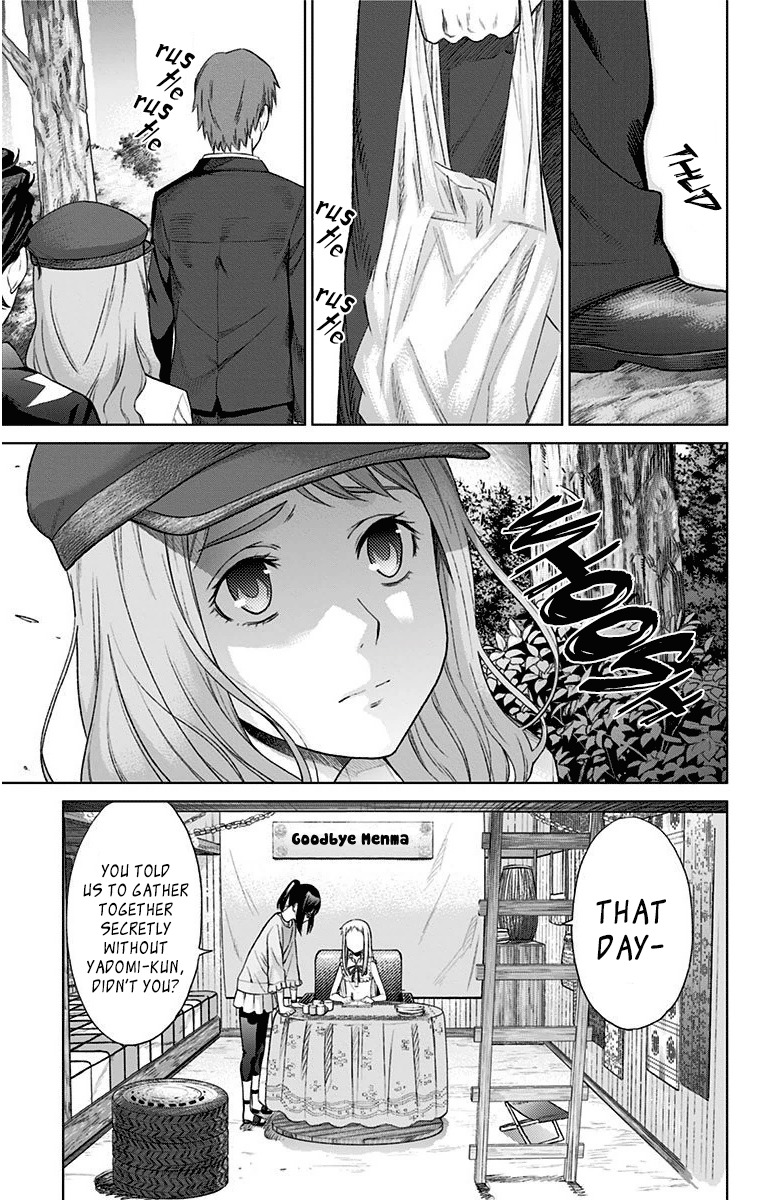 THUD
rus
tle
rus
tle
rus
tle
rus
tle
WHOOSH
THAT
DAY-
Goodbye Menma
YOU TOLD
US TO GATHER
TOGETHER
SECRETLY
WITHOUT
YADOMI-KUN,
DIDN'T YOU?